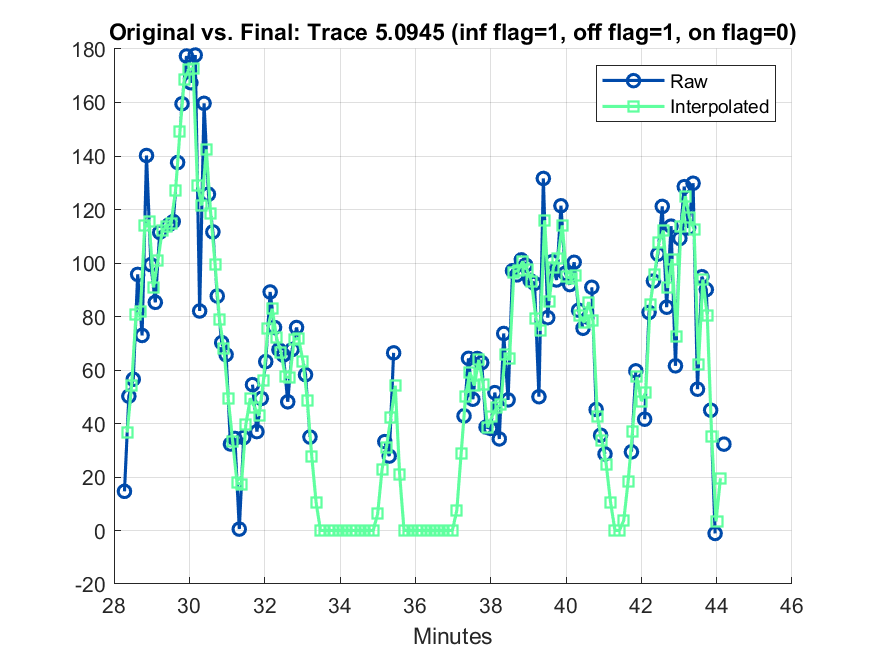 Original vs. Final: Trace 5.0945 (inf flag=1, off flag=1, on flag=0)
180
160
140
120
100
80
60
40
20
0
-20
28 30 32 34 36 38 40 42 44 46
Minutes
Raw
Interpolated